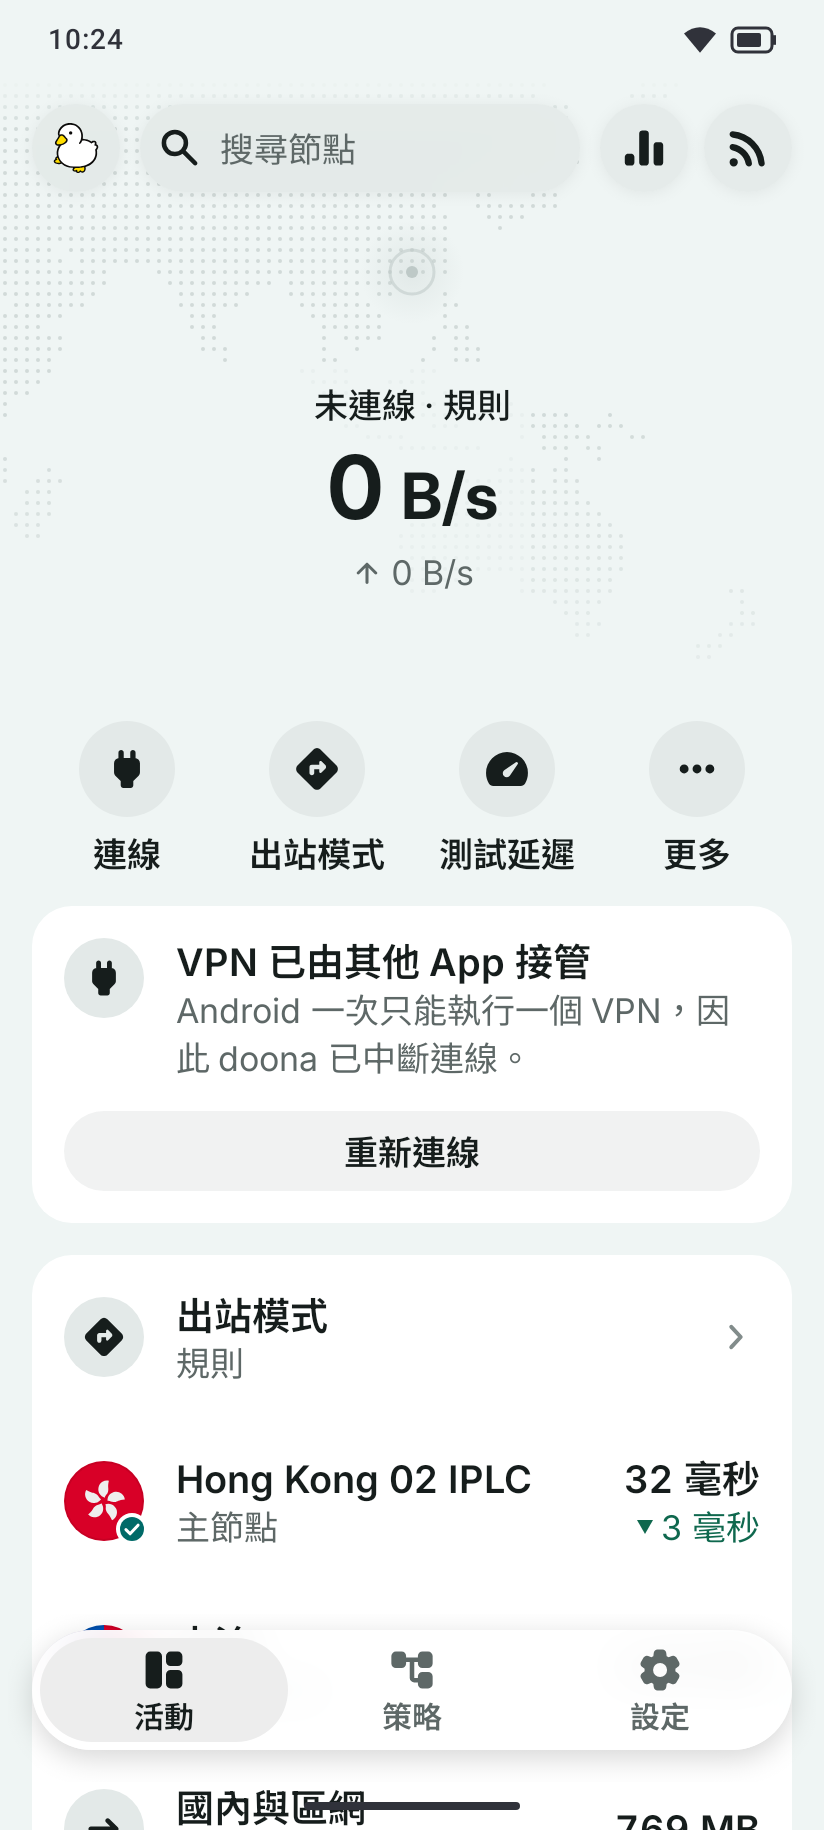 10:24
搜尋節點
未連線 · 規則
0 B/s
↑ 0 B/s
連線
出站模式
測試延遲
更多
VPN 已由其他 App 接管
Android 一次只能執行一個 VPN，因
此 doona 已中斷連線。
重新連線
出站模式
規則
Hong Kong 02 IPLC
32 毫秒
主節點
▼3 毫秒
活動
策略
設定
國內與區網
769 MB